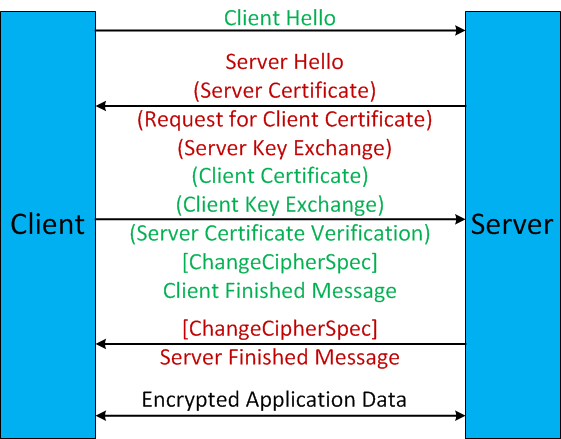 Client Hello
Server Hello
(Server Certificate)
(Request for Client Certificate)
(Server Key Exchange)
(Client Certificate)
(Client Key Exchange)
Client
Server
(Server Certificate Verification)
[ChangeCipherSpec]
Client Finished Message
[ChangeCipherSpec]
Server Finished Message
Encrypted Application Data